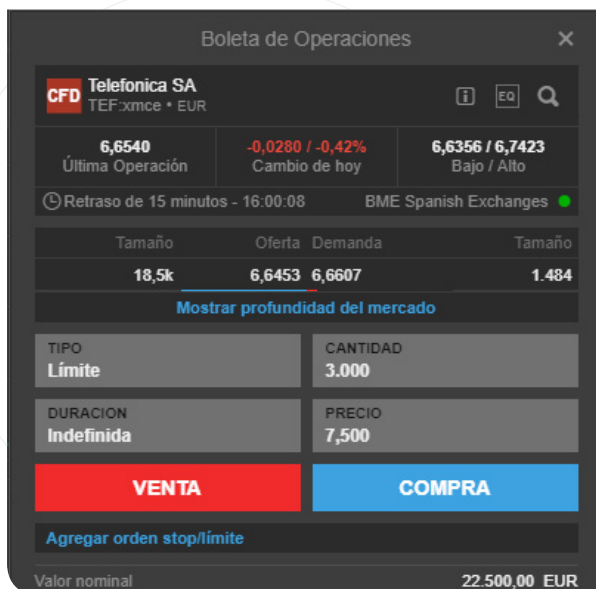 Boleta de Operaciones ×
CFD Telefonica SA
TEF:xmce • EUR
EQ
6,6540 -0,0280 / -0,42% 6,6356 / 6,7423
Última Operación Cambio de hoy Bajo / Alto
Retraso de 15 minutos - 16:00:08 BME Spanish Exchanges
Tamaño Oferta Demanda Tamaño
18,5k 6,6453 6,6607 1.484
Mostrar profundidad del mercado
TIPO CANTIDAD
Límite 3.000
DURACION PRECIO
Indefinida 7,500
VENTA COMPRA
Agregar orden stop/límite
Valor nominal 22.500,00 EUR